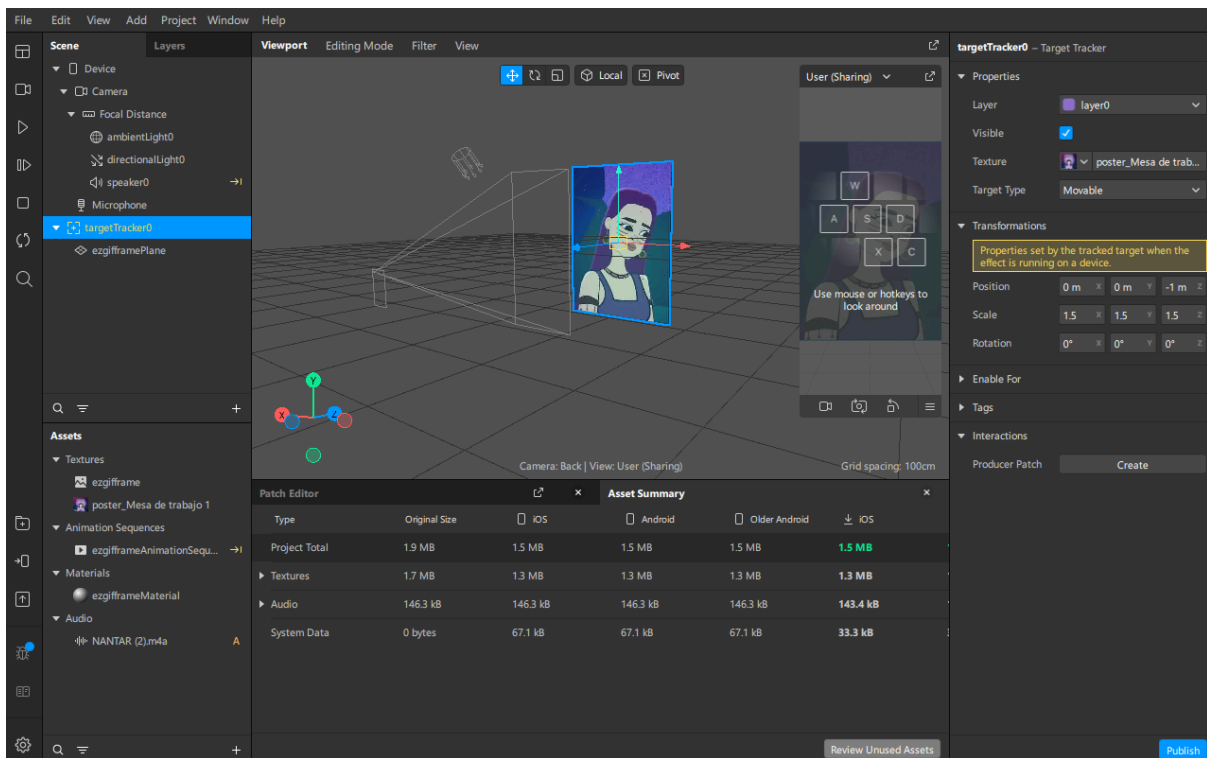 File Edit View Add Project Window Help
Scene Layers
Device
Camera
Focal Distance
ambientLight0
directionalLight0
speaker0
Microphone
targetTracker0
ezgifframePlane
Assets
Textures
ezgifframe
poster_Mesa de trabajo 1
Animation Sequences
ezgifframeAnimationSequ...
Materials
ezgifframeMaterial
Audio
NANTAR (2).m4a A
Viewport Editing Mode Filter View
Local Pivot
User (Sharing)
W
A S D
X C
Use mouse or hotkeys to
look around
Y
X Z
Camera: Back | View: User (Sharing)
Grid spacing: 100cm
Patch Editor Asset Summary
Type Original Size iOS Android Older Android iOS
Project Total 1.9 MB 1.5 MB 1.5 MB 1.5 MB 1.5 MB
Textures 1.7 MB 1.3 MB 1.3 MB 1.3 MB 1.3 MB
Audio 146.3 kB 146.3 kB 146.3 kB 146.3 kB 143.4 kB
System Data 0 bytes 67.1 kB 67.1 kB 67.1 kB 33.3 kB
Review Unused Assets
targetTracker0 – Target Tracker
Properties
Layer layer0
Visible
Texture poster_Mesa de trab...
Target Type Movable
Transformations
Properties set by the tracked target when the
effect is running on a device.
Position 0 m X 0 m Y -1 m Z
Scale 1.5 X 1.5 Y 1.5 Z
Rotation 0° X 0° Y 0° Z
Enable For
Tags
Interactions
Producer Patch Create
Publish